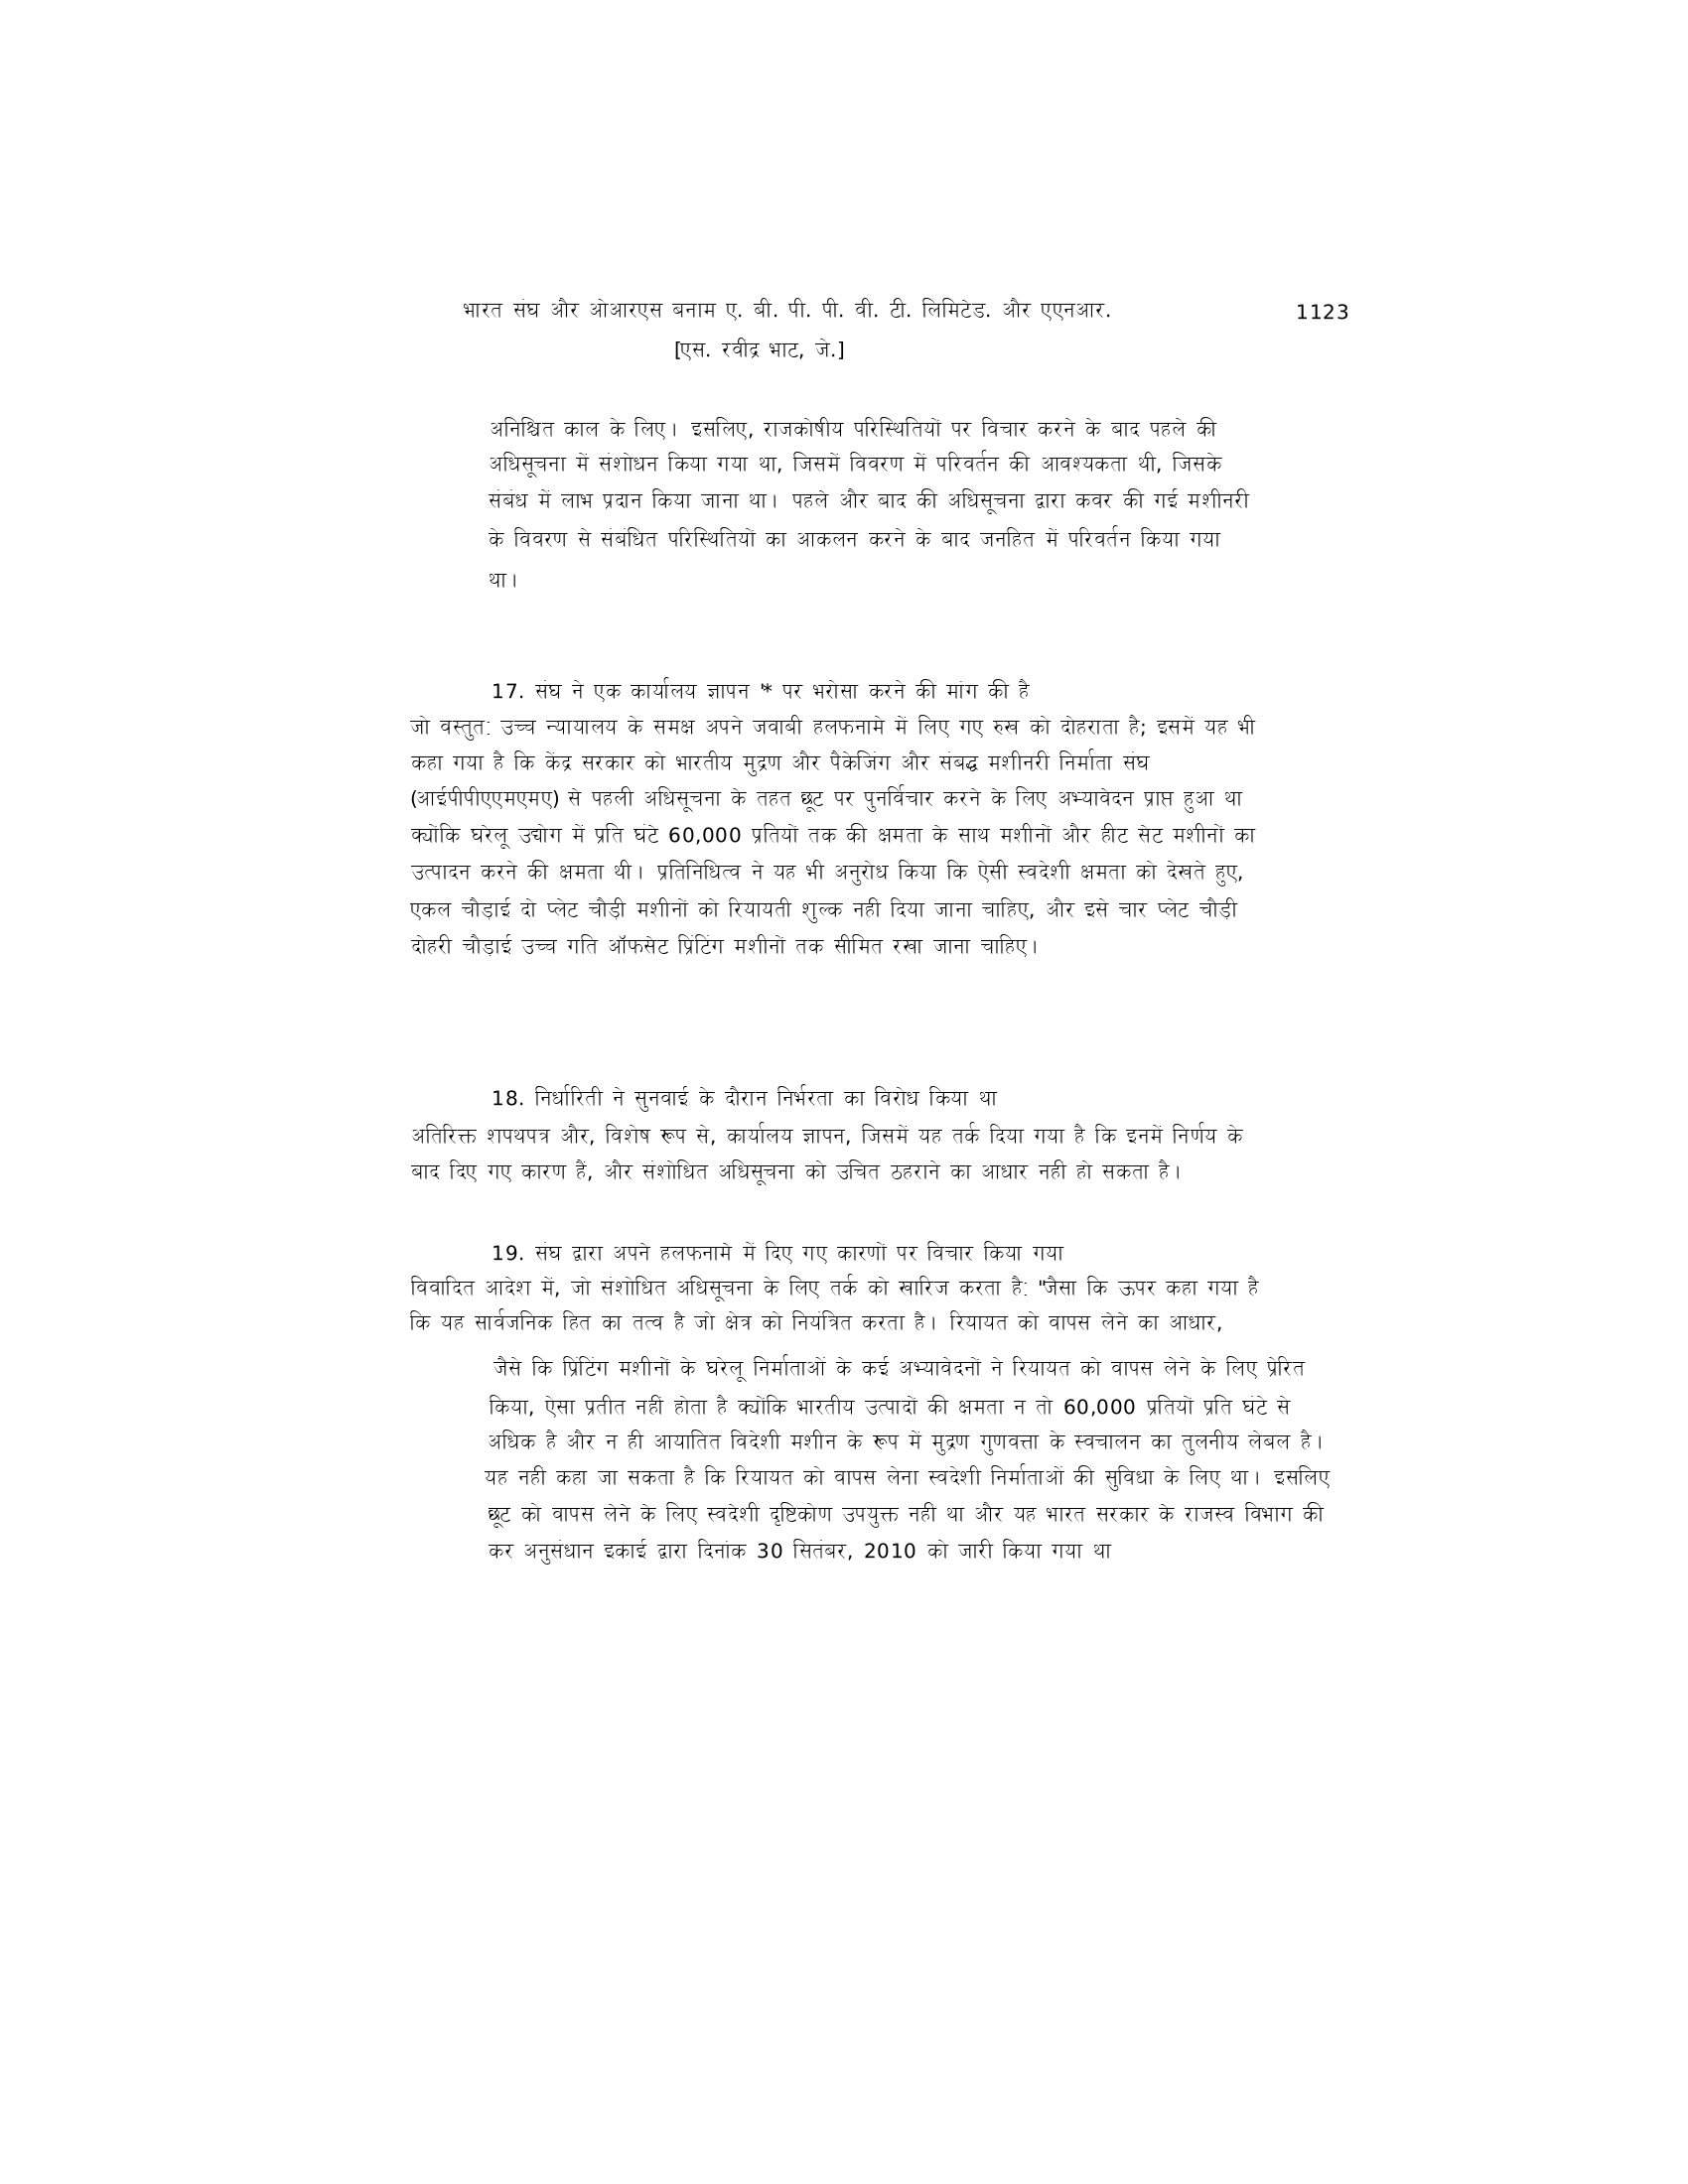 भारत संघ और ओआरएस बनाम ए. बी. पी. पी. वी. टी. लिमिटेड. और एएनआर. 1123
[एस. रवीद्र भाट, जे.]
अनिश्चित काल के लिए। इसलिए, राजकोषीय परिस्थितियों पर विचार करने के बाद पहले की
अधिसूचना में संशोधन किया गया था, जिसमें विवरण में परिवर्तन की आवश्यकता थी, जिसके
संबंध में लाभ प्रदान किया जाना था। पहले और बाद की अधिसूचना द्वारा कवर की गई मशीनरी
के विवरण से संबंधित परिस्थितियों का आकलन करने के बाद जनहित में परिवर्तन किया गया
था।
17. संघ ने एक कार्यालय ज्ञापन '* पर भरोसा करने की मांग की है
जो वस्तुत: उच्च न्यायालय के समक्ष अपने जवाबी हलफनामे में लिए गए रुख को दोहराता है; इसमें यह भी
कहा गया है कि केंद्र सरकार को भारतीय मुद्रण और पैकेजिंग और संबद्ध मशीनरी निर्माता संघ
(आईपीपीएएमएमए) से पहली अधिसूचना के तहत छूट पर पुनर्विचार करने के लिए अभ्यावेदन प्राप्त हुआ था
क्योंकि घरेलू उद्योग में प्रति घंटे 60,000 प्रतियों तक की क्षमता के साथ मशीनों और हीट सेट मशीनों का
उत्पादन करने की क्षमता थी। प्रतिनिधित्व ने यह भी अनुरोध किया कि ऐसी स्वदेशी क्षमता को देखते हुए,
एकल चौड़ाई दो प्लेट चौड़ी मशीनों को रियायती शुल्क नही दिया जाना चाहिए, और इसे चार प्लेट चौड़ी
दोहरी चौड़ाई उच्च गति ऑफसेट प्रिंटिंग मशीनों तक सीमित रखा जाना चाहिए।
18. निर्धारिती ने सुनवाई के दौरान निर्भरता का विरोध किया था
अतिरिक्त शपथपत्र और, विशेष रूप से, कार्यालय ज्ञापन, जिसमें यह तर्क दिया गया है कि इनमें निर्णय के
बाद दिए गए कारण हैं, और संशोधित अधिसूचना को उचित ठहराने का आधार नही हो सकता है।
19. संघ द्वारा अपने हलफनामे में दिए गए कारणों पर विचार किया गया
विवादित आदेश में, जो संशोधित अधिसूचना के लिए तर्क को खारिज करता है: "जैसा कि ऊपर कहा गया है
कि यह सार्वजनिक हित का तत्व है जो क्षेत्र को नियंत्रित करता है। रियायत को वापस लेने का आधार,
जैसे कि प्रिंटिंग मशीनों के घरेलू निर्माताओं के कई अभ्यावेदनों ने रियायत को वापस लेने के लिए प्रेरित
किया, ऐसा प्रतीत नहीं होता है क्योंकि भारतीय उत्पादों की क्षमता न तो 60,000 प्रतियों प्रति घंटे से
अधिक है और न ही आयातित विदेशी मशीन के रूप में मुद्रण गुणवत्ता के स्वचालन का तुलनीय लेबल है।
यह नही कहा जा सकता है कि रियायत को वापस लेना स्वदेशी निर्माताओं की सुविधा के लिए था। इसलिए
छूट को वापस लेने के लिए स्वदेशी दृष्टिकोण उपयुक्त नही था और यह भारत सरकार के राजस्व विभाग की
कर अनुसंधान इकाई द्वारा दिनांक 30 सितंबर, 2010 को जारी किया गया था